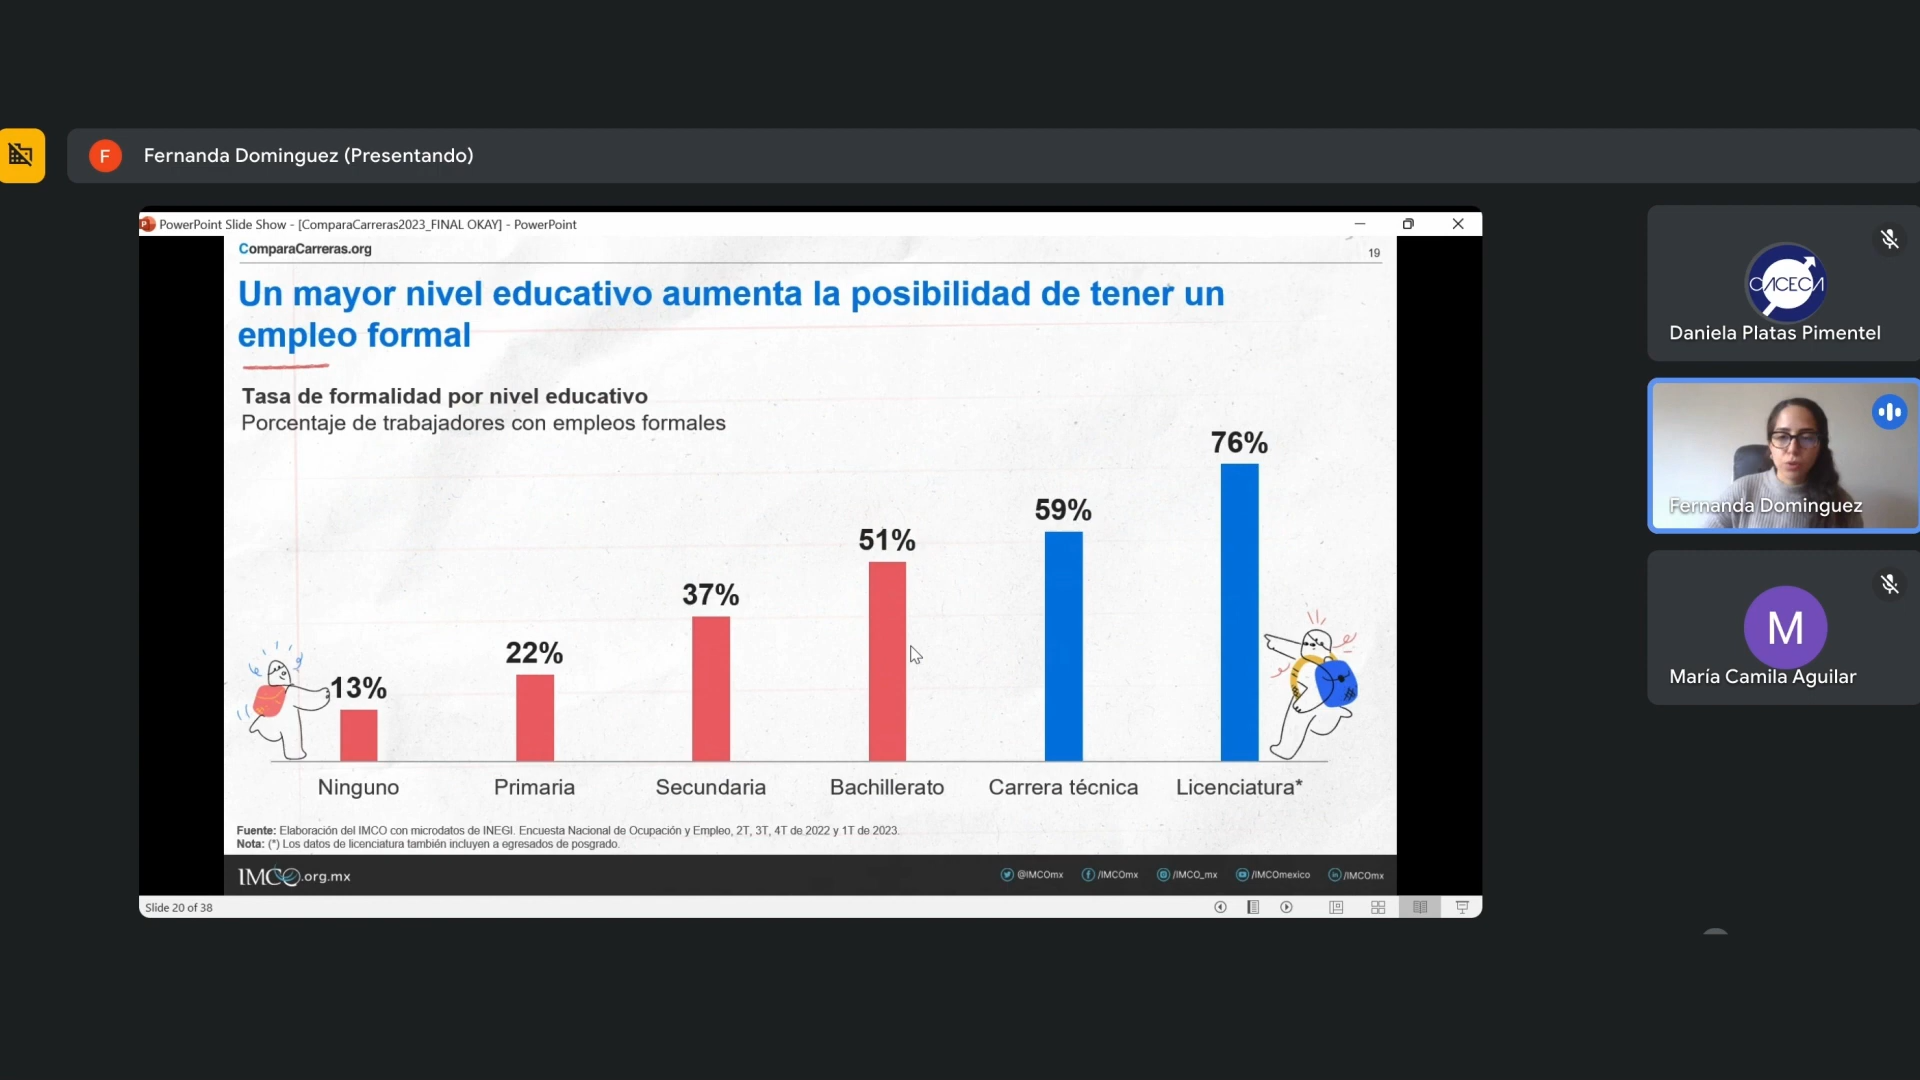 F
Fernanda Dominguez (Presentando)
PowerPoint Slide Show - [ComparaCarreras2023_FINAL OKAY] - PowerPoint
ComparaCarreras.org
19
Un mayor nivel educativo aumenta la posibilidad de tener un
empleo formal
Tasa de formalidad por nivel educativo
Porcentaje de trabajadores con empleos formales
13%
22%
37%
51%
59%
76%
Ninguno
Primaria
Secundaria
Bachillerato
Carrera técnica
Licenciatura*
Fuente: Elaboración del IMCO con microdatos de INEGI. Encuesta Nacional de Ocupación y Empleo, 2T, 3T, 4T de 2022 y 1T de 2023.
Nota: (*) Los datos de licenciatura también incluyen a egresados de posgrado.
IMCO.org.mx
@IMCOmx
/IMCOmx
/IMCO_mx
/IMCOmexico
/IMCOmx
Slide 20 of 38
CACECA
Daniela Platas Pimentel
Fernanda Dominguez
M
María Camila Aguilar